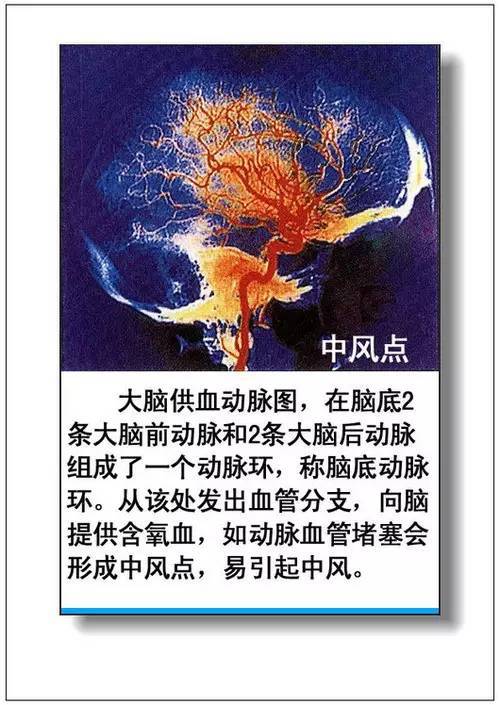 中风点
大脑供血动脉图，在脑底2
条大脑前动脉和2条大脑后动脉
组成了一个动脉环，称脑底动脉
环。从该处发出血管分支，向脑
提供含氧血，如动脉血管堵塞会
形成中风点，易引起中风。